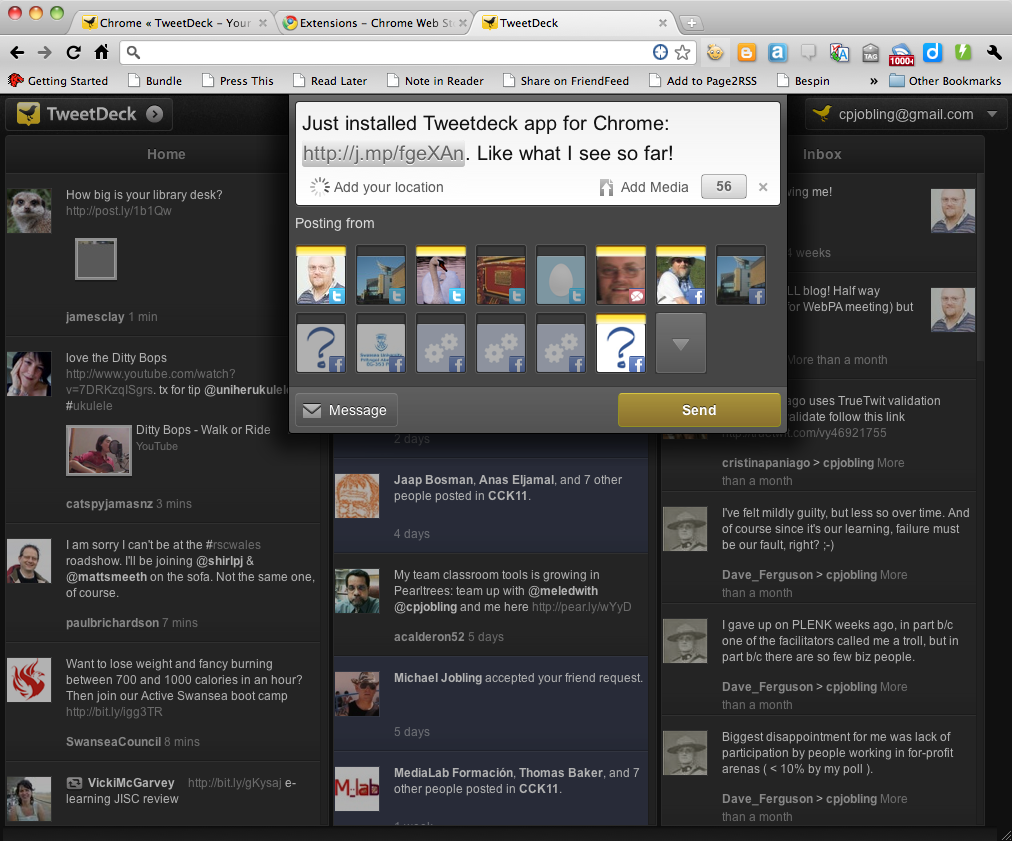 Chrome « TweetDeck – Your
Extensions – Chrome Web St
TweetDeck
Getting Started
Bundle
Press This
Read Later
Note in Reader
Share on FriendFeed
Add to Page2RSS
Bespin
»
Other Bookmarks
TAG
1000+
TweetDeck
cpjobling@gmail.com
Just installed Tweetdeck app for Chrome:
http://j.mp/fgeXAn. Like what I see so far!
Add your location
Add Media
56
Posting from
Message
Send
Home
How big is your library desk?
http://post.ly/1b1Qw
jamesclay 1 min
love the Ditty Bops
http://www.youtube.com/watch?
v=7DRKzqlSgrs. tx for tip @uniherukulele
#ukulele
Ditty Bops - Walk or Ride
YouTube
catspyjamasnz 3 mins
I am sorry I can't be at the #rscwales
roadshow. I'll be joining @shirlpj &
@mattsmeeth on the sofa. Not the same one,
of course.
paulbrichardson 7 mins
Want to lose weight and fancy burning
between 700 and 1000 calories in an hour?
Then join our Active Swansea boot camp
http://bit.ly/igg3TR
SwanseaCouncil 8 mins
VickiMcGarvey http://bit.ly/gKysaj e-
learning JISC review
2 days
Jaap Bosman, Anas Eljamal, and 7 other
people posted in CCK11.
4 days
My team classroom tools is growing in
Pearltrees: team up with @meledwith
@cpjobling and me here http://pear.ly/wYyD
acalderon52 5 days
Michael Jobling accepted your friend request.
5 days
M_lab
MediaLab Formación, Thomas Baker, and 7
other people posted in CCK11.
1 week
Inbox
ving me!
4 weeks
LL blog! Half way
for WebPA meeting) but
More than a month
ago uses TrueTwit validation
validate follow this link
http://truetwit.com/vy46921755
cristinapaniago > cpjobling More
than a month
I've felt mildly guilty, but less so over time. And
of course since it's our learning, failure must
be our fault, right? ;-)
Dave_Ferguson > cpjobling More
than a month
I gave up on PLENK weeks ago, in part b/c
one of the facilitators called me a troll, but in
part b/c there are so few biz people.
Dave_Ferguson > cpjobling More
than a month
Biggest disappointment for me was lack of
participation by people working in for-profit
arenas ( < 10% by my poll ).
Dave_Ferguson > cpjobling More
than a month